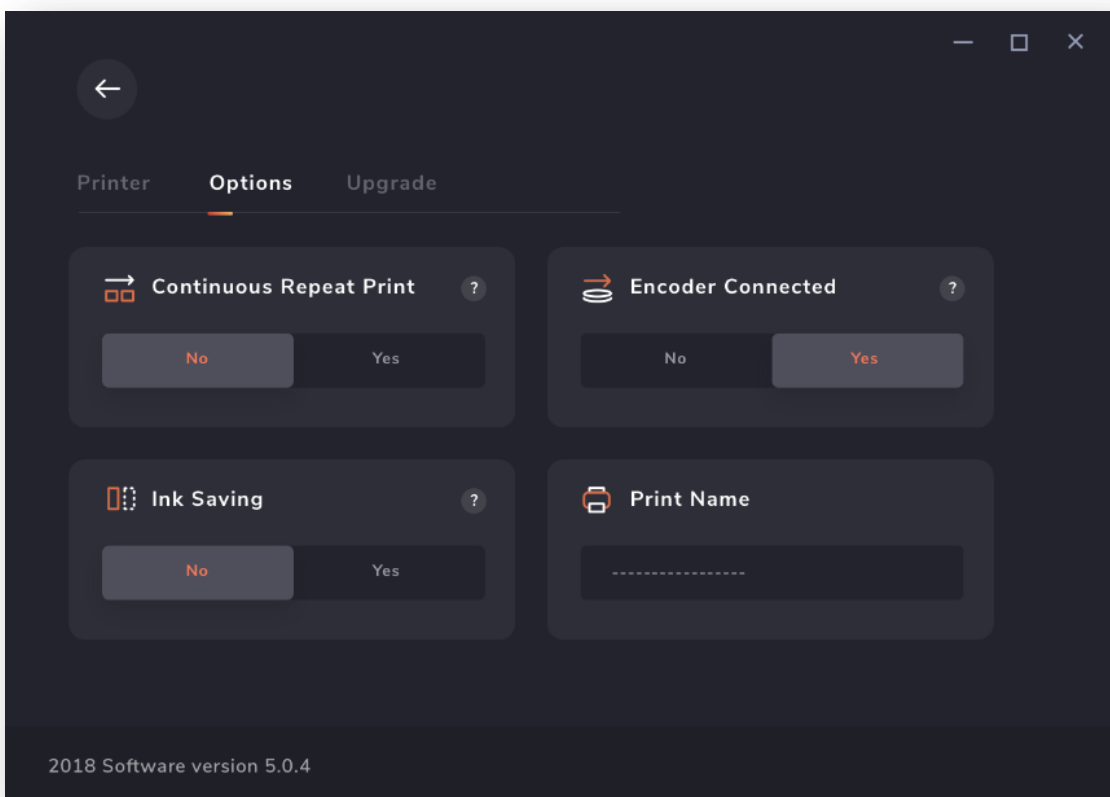 Printer Options Upgrade
Continuous Repeat Print ?
No Yes
Encoder Connected ?
No Yes
Ink Saving ?
No Yes
Print Name
-----------------
2018 Software version 5.0.4